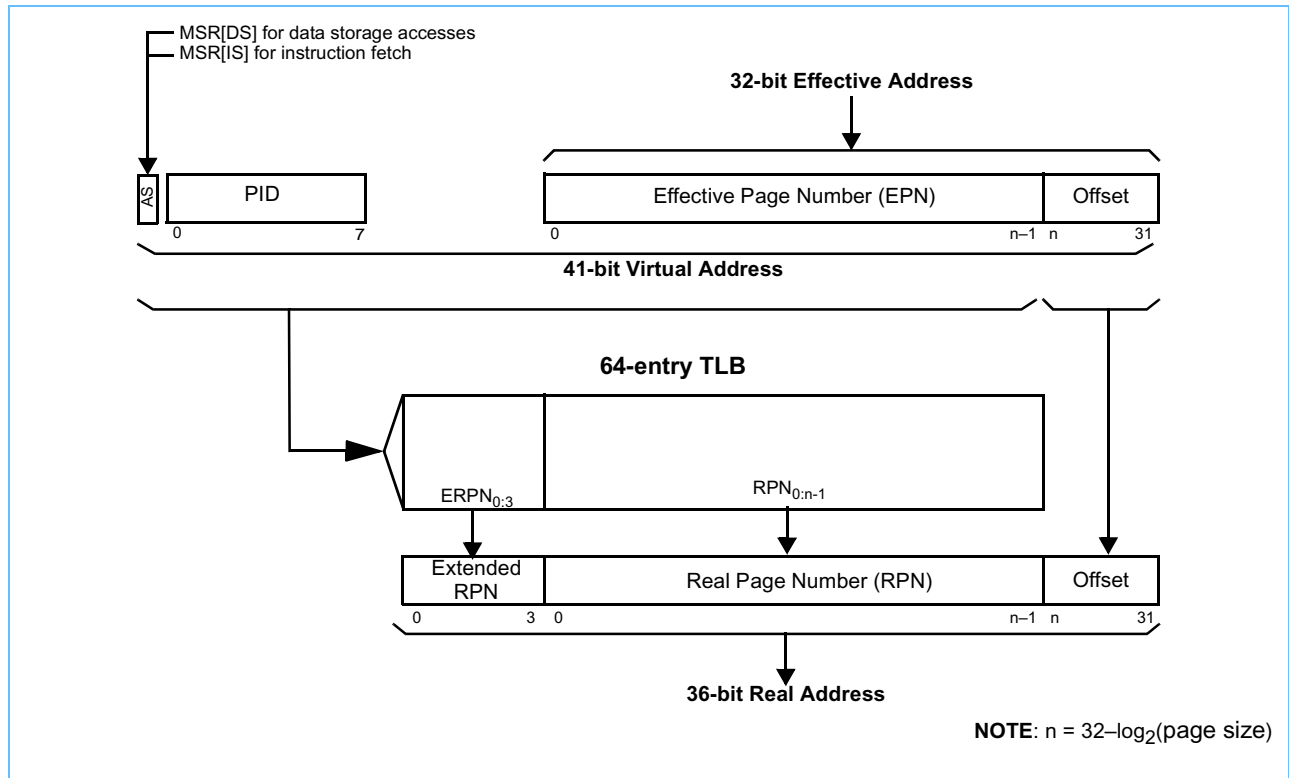 MSR[DS] for data storage accesses
MSR[IS] for instruction fetch
32-bit Effective Address
AS
PID
Effective Page Number (EPN)
Offset
0 7 0 n–1 n 31
41-bit Virtual Address
64-entry TLB
ERPN0:3
RPN0:n-1
Extended
RPN
Real Page Number (RPN)
Offset
0 3 0 n–1 n 31
36-bit Real Address
NOTE: n = 32–log2(page size)